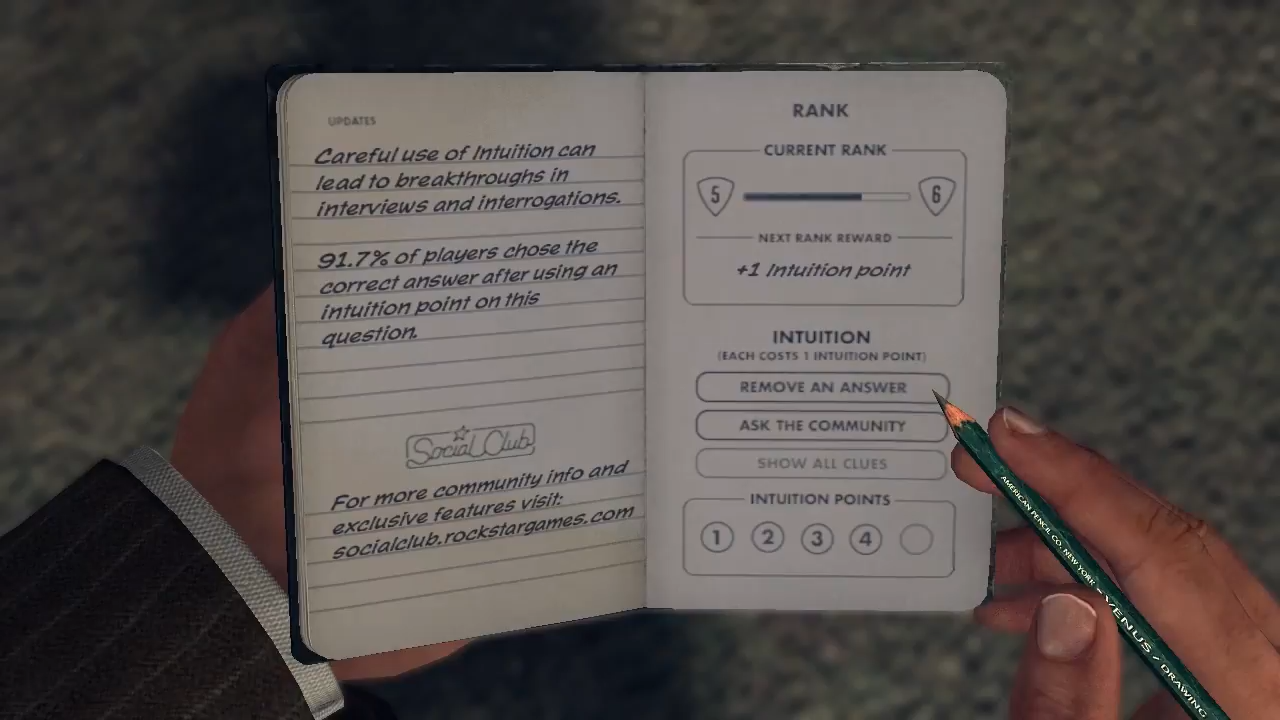 UPDATES
Careful use of Intuition can
lead to breakthroughs in
interviews and interrogations.
91.7% of players chose the
correct answer after using an
intuition point on this
question.
Social Club
For more community info and
exclusive features visit:
socialclub.rockstargames.com
RANK
CURRENT RANK
5 6
NEXT RANK REWARD
+1 Intuition point
INTUITION
(EACH COSTS 1 INTUITION POINT)
REMOVE AN ANSWER
ASK THE COMMUNITY
SHOW ALL CLUES
INTUITION POINTS
1 2 3 4
AMERICAN PENCIL CO. NEW YORK VENUS / DRAWING